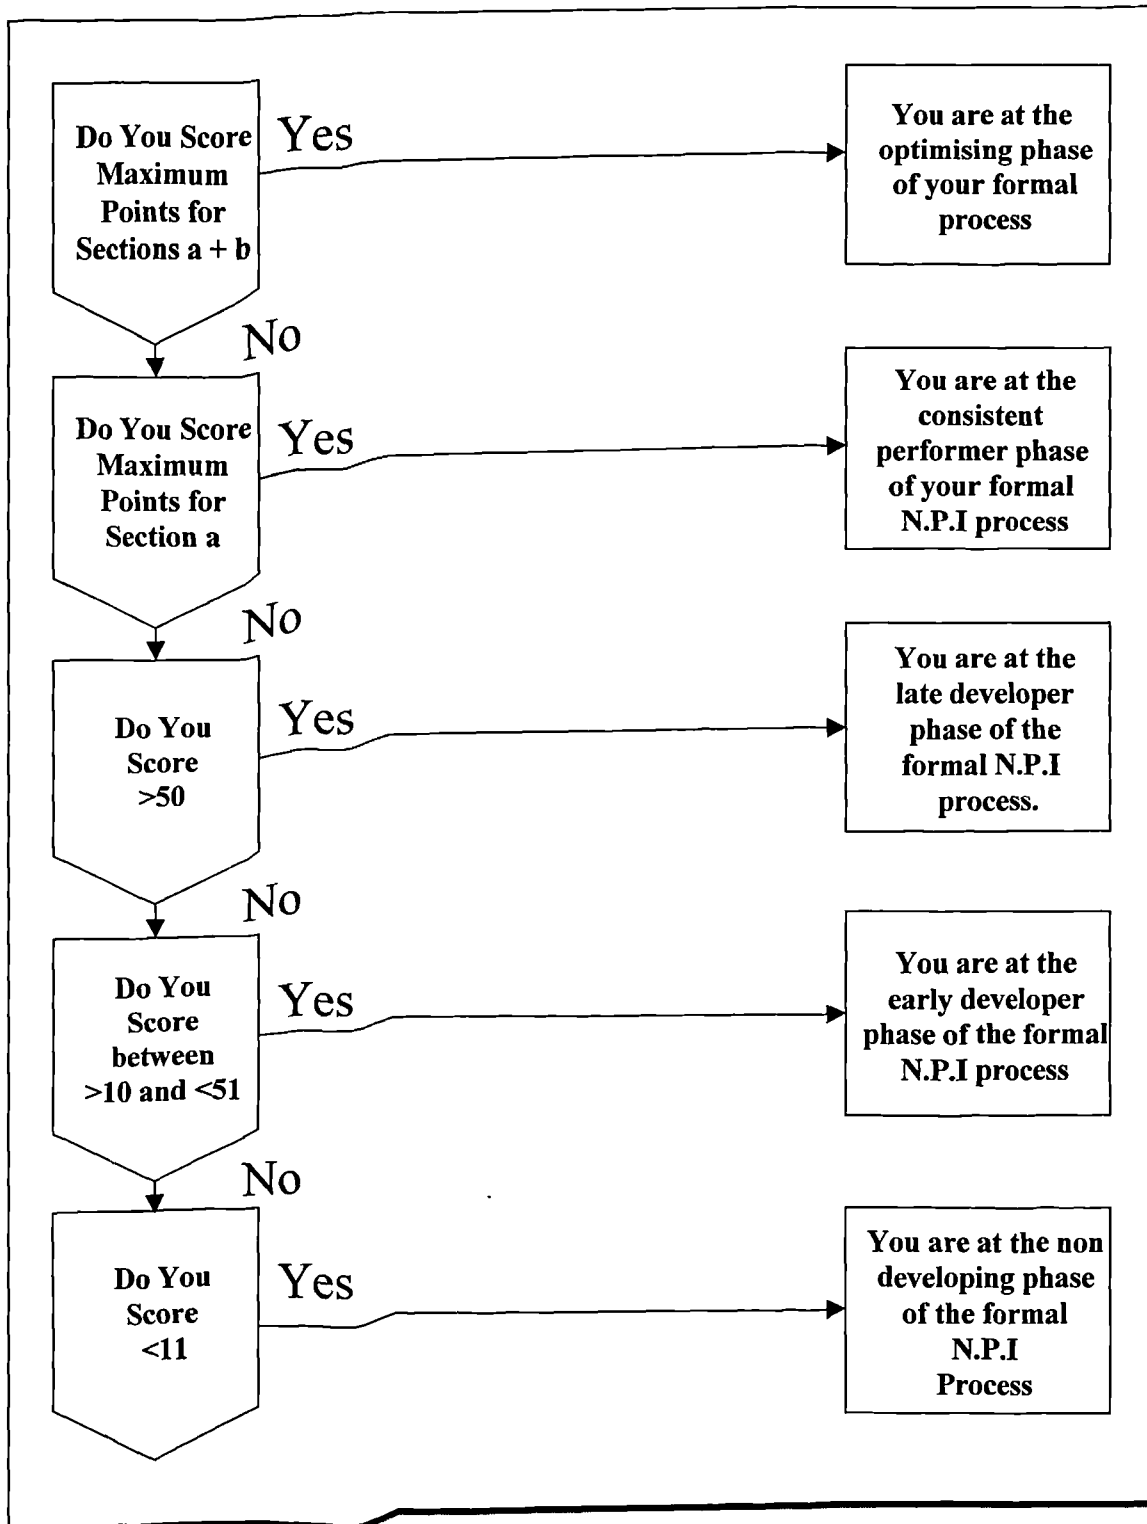 Do You Score
Maximum
Points for
Sections a + b
Yes
You are at the
optimising phase
of your formal
process
No
Do You Score
Maximum
Points for
Section a
Yes
You are at the
consistent
performer phase
of your formal
N.P.I process
No
Do You
Score
>50
Yes
You are at the
late developer
phase of the
formal N.P.I
process.
No
Do You
Score
between
>10 and <51
Yes
You are at the
early developer
phase of the formal
N.P.I process
No
Do You
Score
<11
Yes
You are at the non
developing phase
of the formal
N.P.I
Process